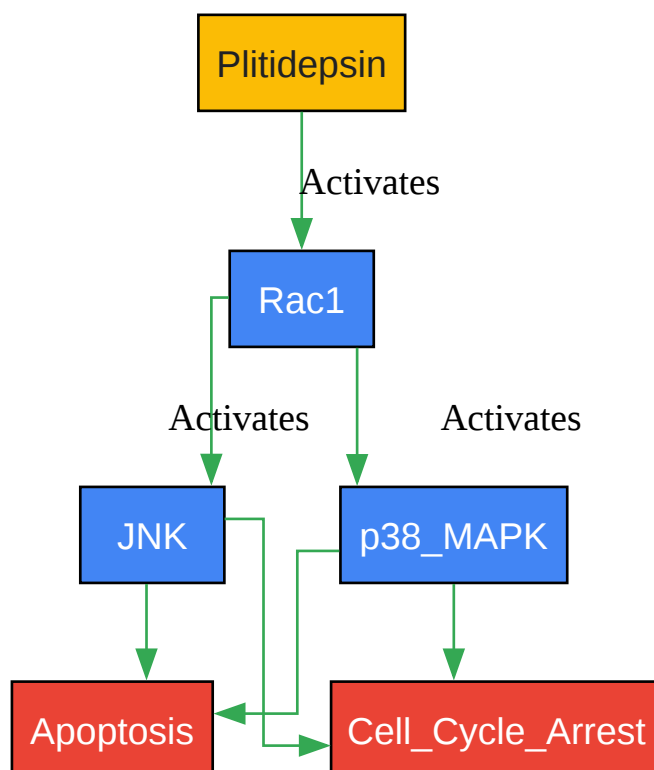 Plitidepsin
Activates
Rac1
Activates
Activates
JNK
p38_MAPK
Apoptosis
Cell_Cycle_Arrest